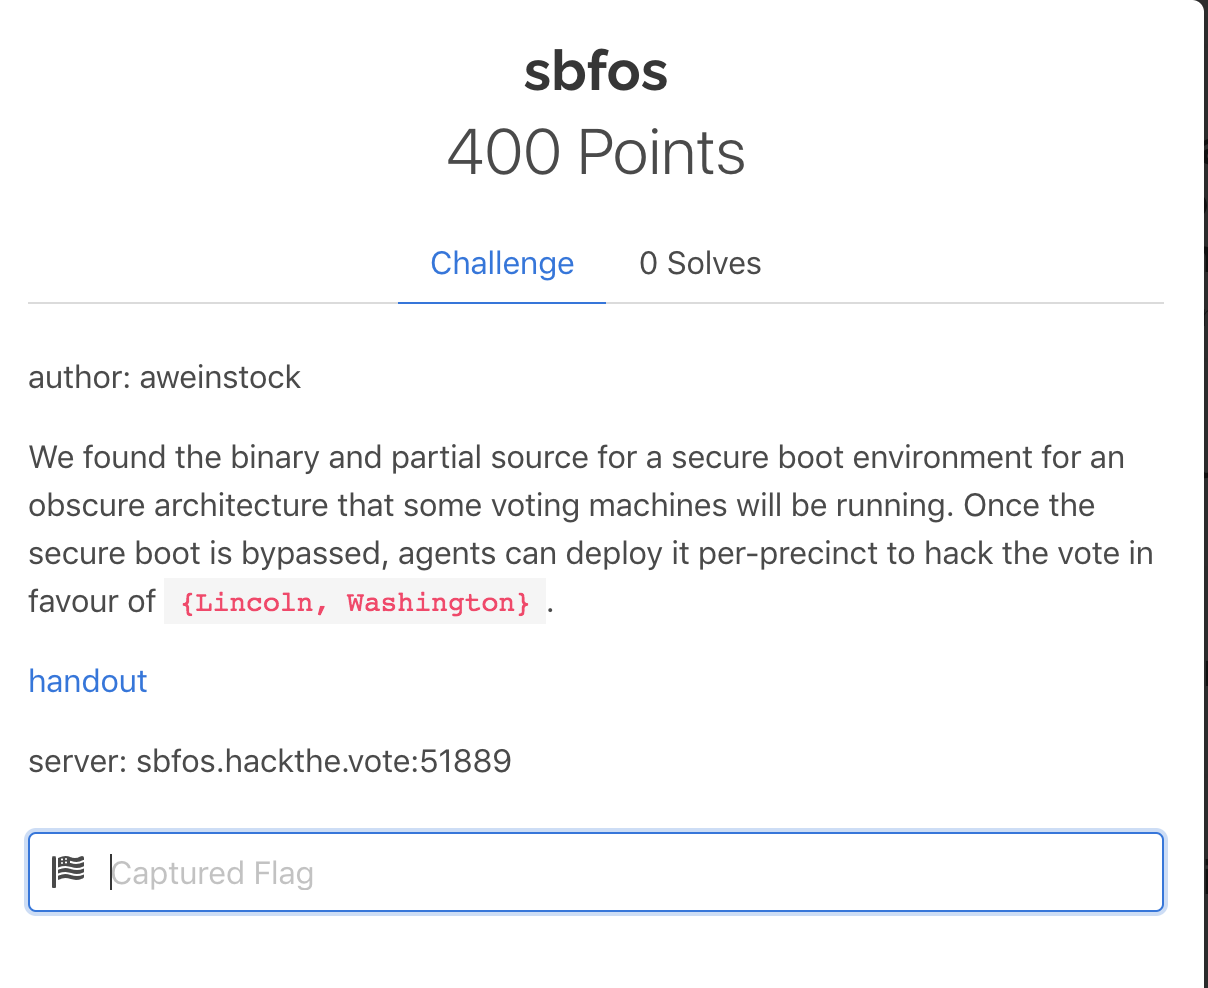 sbfos
400 Points
Challenge 0 Solves
author: aweinstock
We found the binary and partial source for a secure boot environment for an
obscure architecture that some voting machines will be running. Once the
secure boot is bypassed, agents can deploy it per-precinct to hack the vote in
favour of {Lincoln, Washington}.
handout
server: sbfos.hackthe.vote:51889
Captured Flag